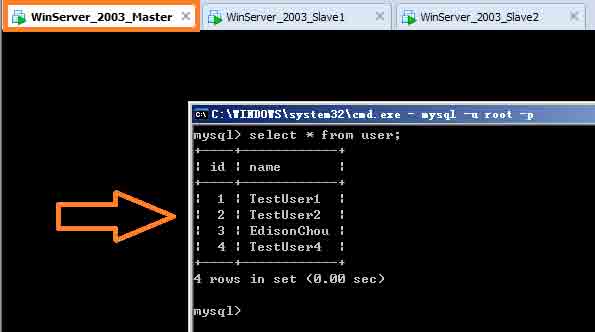 WinServer_2003_Master × WinServer_2003_Slave1 × WinServer_2003_Slave2 ×
C:\WINDOWS\system32\cmd.exe - mysql -u root -p
mysql> select * from user;
+----+-------------+
¦ id ¦ name        ¦
+----+-------------+
¦  1 ¦ TestUser1   ¦
¦  2 ¦ TestUser2   ¦
¦  3 ¦ EdisonChou ¦
¦  4 ¦ TestUser4   ¦
+----+-------------+
4 rows in set (0.00 sec)
mysql>